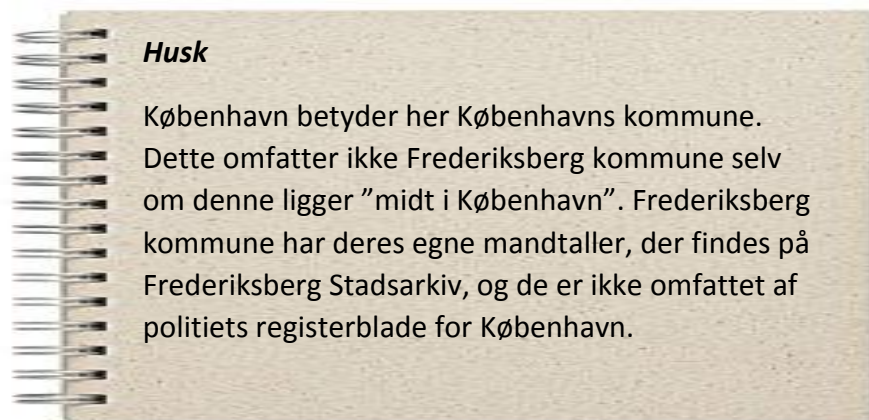 Husk
København betyder her Københavns kommune.
Dette omfatter ikke Frederiksberg kommune selv
om denne ligger ”midt i København”. Frederiksberg
kommune har deres egne mandtaller, der findes på
Frederiksberg Stadsarkiv, og de er ikke omfattet af
politiets registerblade for København.